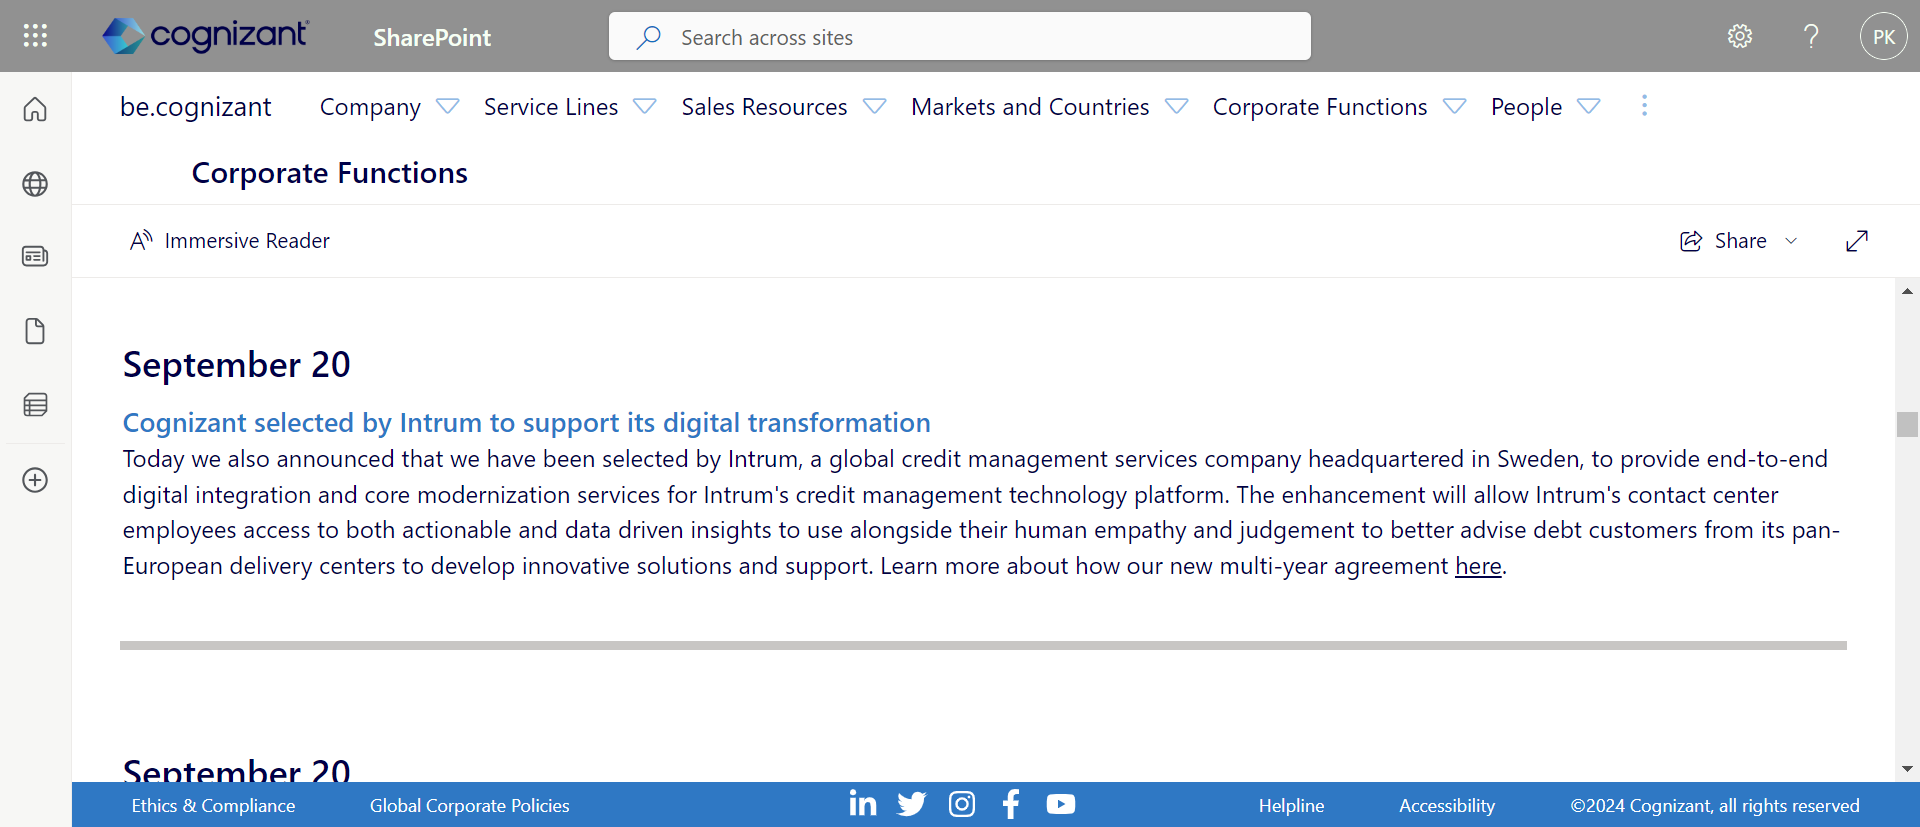 cognizant
SharePoint
Search across sites
PK
be.cognizant
Company
Service Lines
Sales Resources
Markets and Countries
Corporate Functions
People
Corporate Functions
Immersive Reader
Share
September 20
Cognizant selected by Intrum to support its digital transformation
Today we also announced that we have been selected by Intrum, a global credit management services company headquartered in Sweden, to provide end-to-end
digital integration and core modernization services for Intrum's credit management technology platform. The enhancement will allow Intrum's contact center
employees access to both actionable and data driven insights to use alongside their human empathy and judgement to better advise debt customers from its pan-
European delivery centers to develop innovative solutions and support. Learn more about how our new multi-year agreement here.
September 20
Ethics & Compliance
Global Corporate Policies
Helpline
Accessibility
©2024 Cognizant, all rights reserved